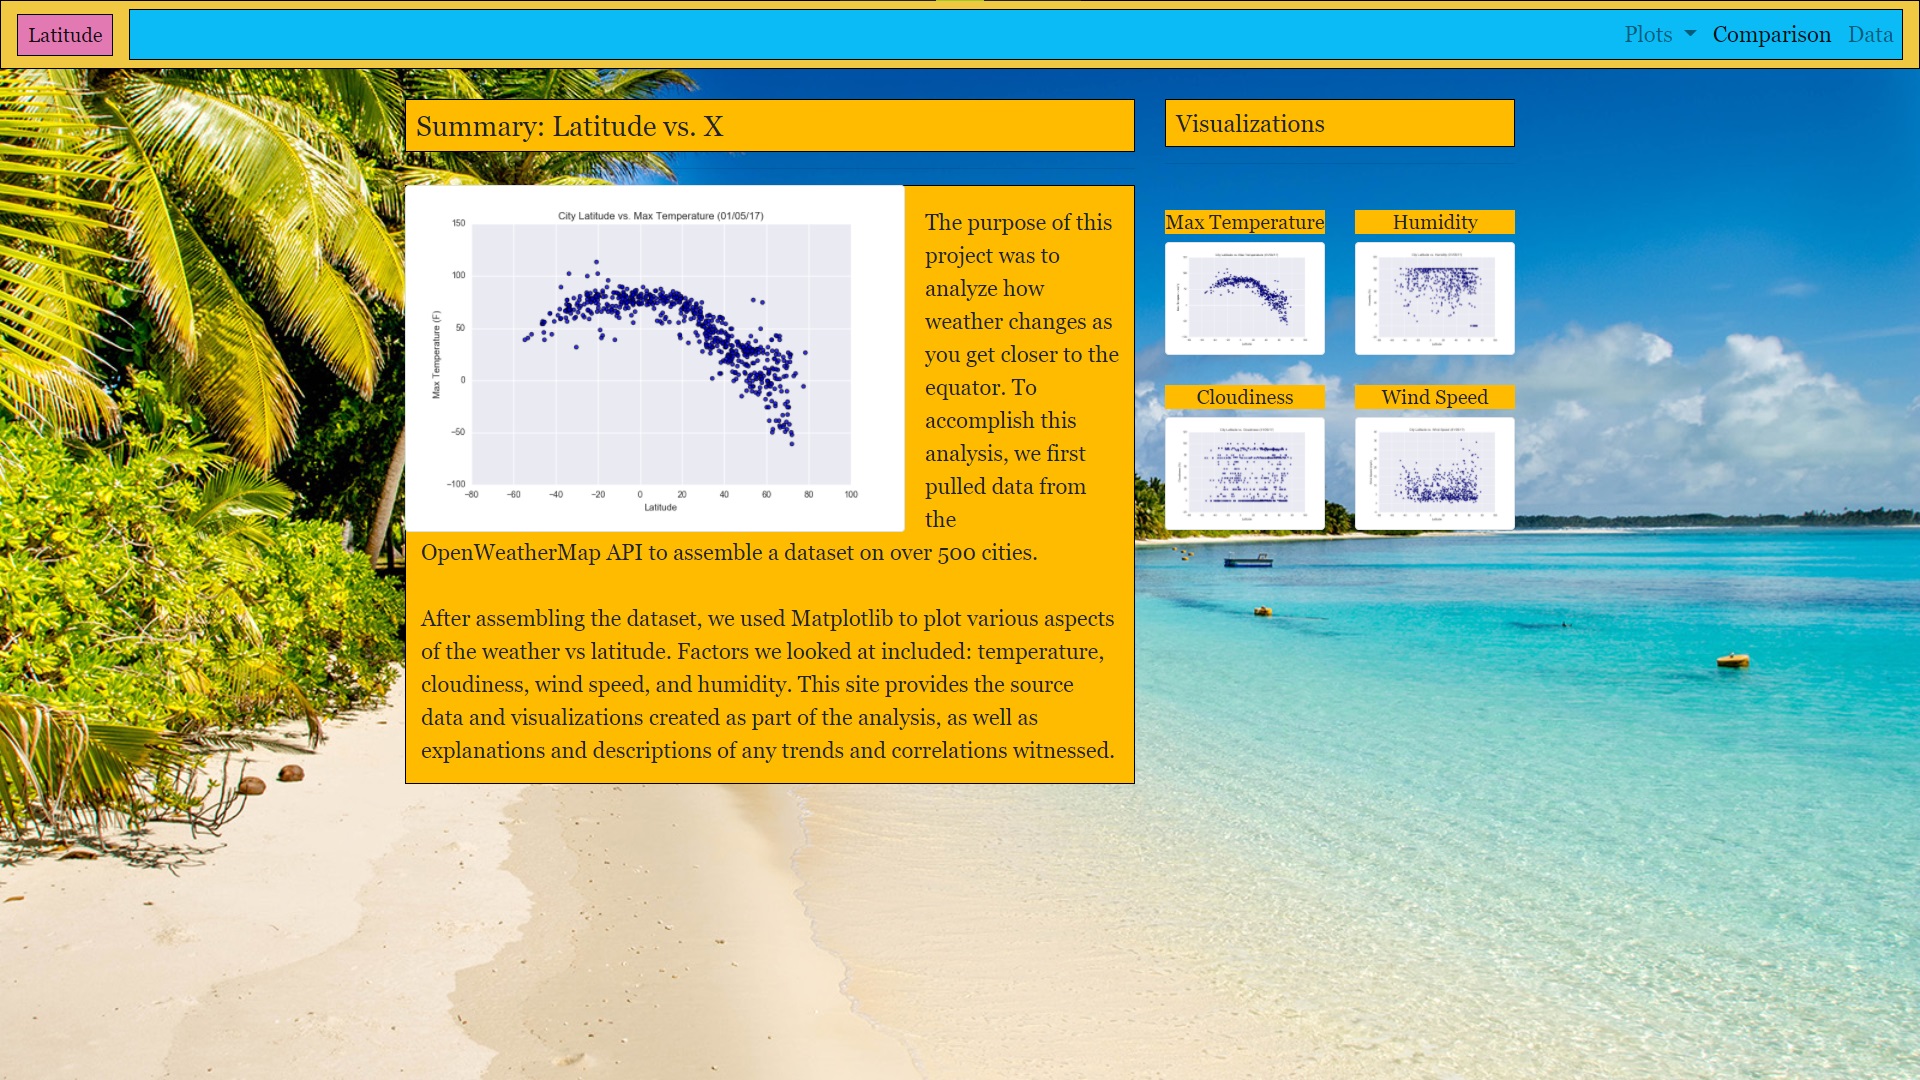 Latitude
Plots
Comparison
Data
Summary: Latitude vs. X
City Latitude vs. Max Temperature (01/05/17)
Max Temperature (F)
150
100
50
0
−50
−100
−80
−60
−40
−20
0
20
40
60
80
100
Latitude
The purpose of this
project was to
analyze how
weather changes as
you get closer to the
equator. To
accomplish this
analysis, we first
pulled data from
the
OpenWeatherMap API to assemble a dataset on over 500 cities.
After assembling the dataset, we used Matplotlib to plot various aspects
of the weather vs latitude. Factors we looked at included: temperature,
cloudiness, wind speed, and humidity. This site provides the source
data and visualizations created as part of the analysis, as well as
explanations and descriptions of any trends and correlations witnessed.
Visualizations
Max Temperature
Humidity
Cloudiness
Wind Speed